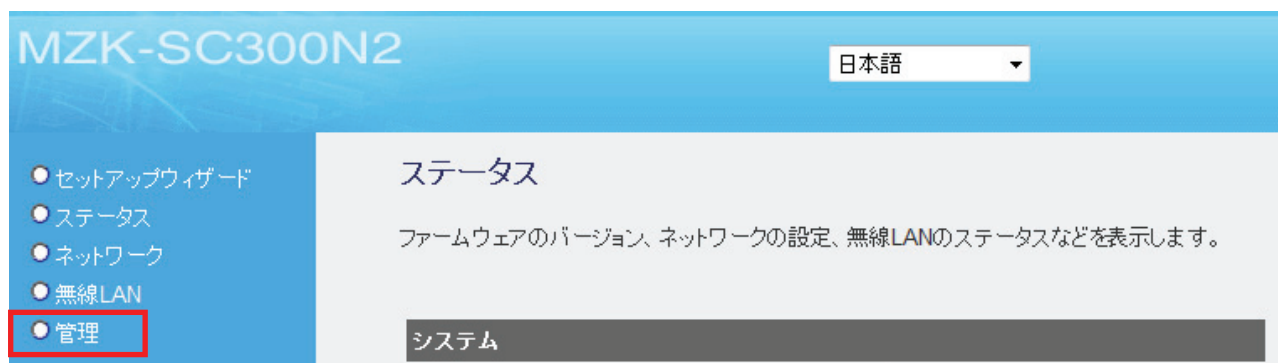 MZK-SC300N2
日本語
セットアップウィザード
ステータス
ネットワーク
無線LAN
管理
ステータス
ファームウェアのバージョン、ネットワークの設定、無線LANのステータスなどを表示します。
システム